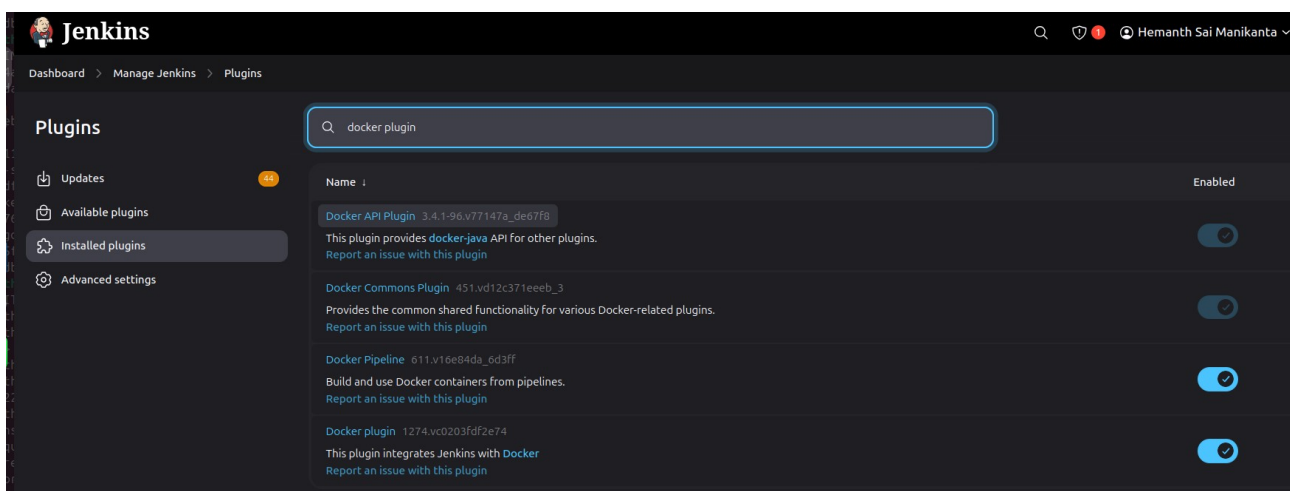 Jenkins
1
Hemanth Sai Manikanta
Dashboard > Manage Jenkins > Plugins
Plugins
docker plugin
Updates
44
Available plugins
Installed plugins
Advanced settings
Name ↓
Enabled
Docker API Plugin 3.4.1-96.v77147a_de67f8
This plugin provides docker-java API for other plugins.
Report an issue with this plugin
Docker Commons Plugin 451.vd12c371eeeb_3
Provides the common shared functionality for various Docker-related plugins.
Report an issue with this plugin
Docker Pipeline 611.v16e84da_6d3ff
Build and use Docker containers from pipelines.
Report an issue with this plugin
Docker plugin 1274.vc0203fdf2e74
This plugin integrates Jenkins with Docker
Report an issue with this plugin